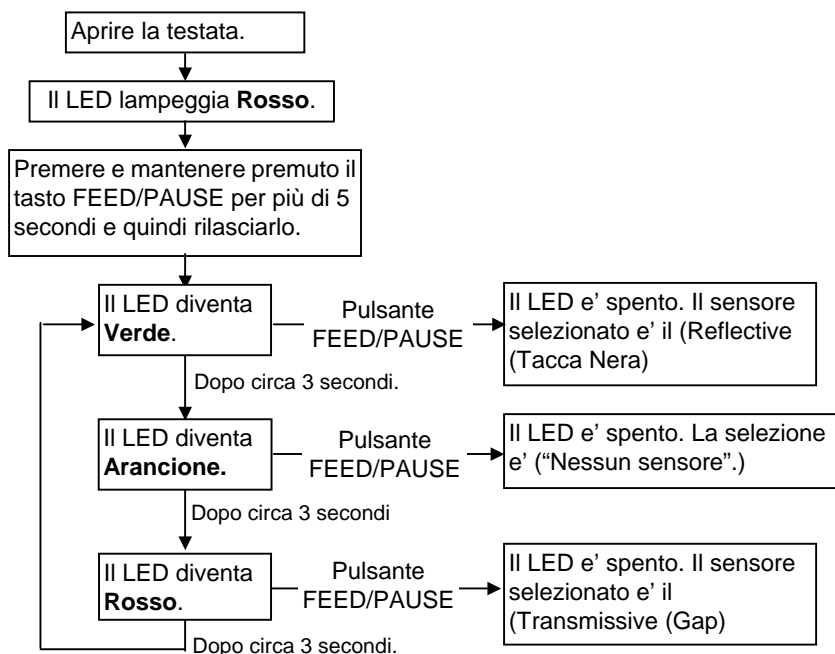 Aprire la testata.
Il LED lampeggia Rosso.
Premere e mantenere premuto il
tasto FEED/PAUSE per più di 5
secondi e quindi rilasciarlo.
Il LED diventa
Verde.
Pulsante
FEED/PAUSE
Il LED e' spento. Il sensore
selezionato e' il (Reflective
(Tacca Nera)
Dopo circa 3 secondi.
Il LED diventa
Arancione.
Pulsante
FEED/PAUSE
Il LED e' spento. La selezione
e' (“Nessun sensore”.)
Dopo circa 3 secondi
Il LED diventa
Rosso.
Pulsante
FEED/PAUSE
Il LED e' spento. Il sensore
selezionato e' il
(Transmissive (Gap)
Dopo circa 3 secondi.